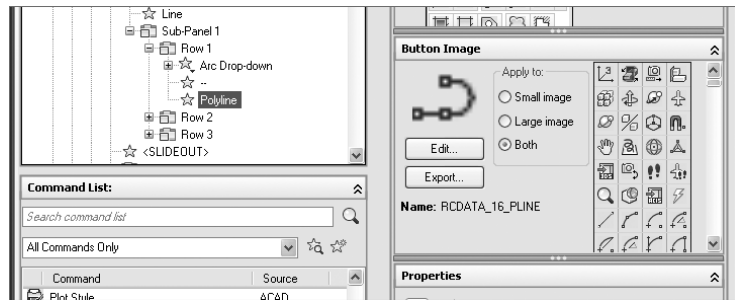 Line
Sub-Panel 1
Row 1
Arc Drop-down
--
Polyline
Row 2
Row 3
<SLIDEOUT>
Command List:
Search command list
All Commands Only
Command Source
Plot Style ACAD
Button Image
Apply to:
Small image
Large image
Both
Edit...
Export...
Name: RCDATA_16_PLINE
Properties